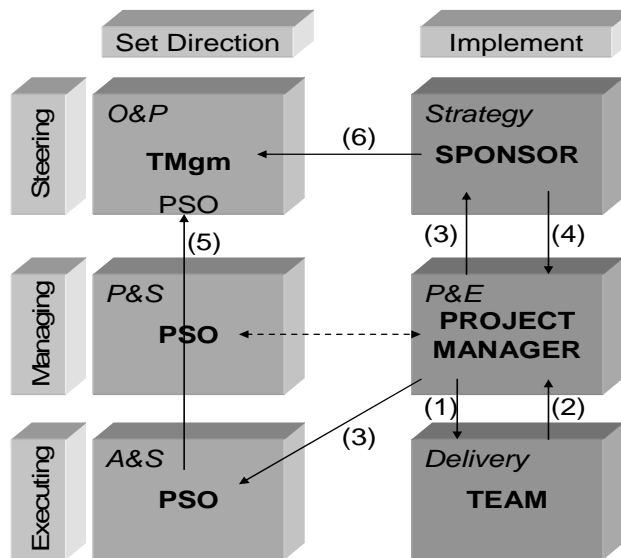 Set Direction
Implement
Steering
O&P
TMgm
PSO
(6)
Strategy
SPONSOR
(5)
(3)
(4)
Managing
P&S
PSO
P&E
PROJECT
MANAGER
(1)
(2)
(3)
Executing
A&S
PSO
Delivery
TEAM